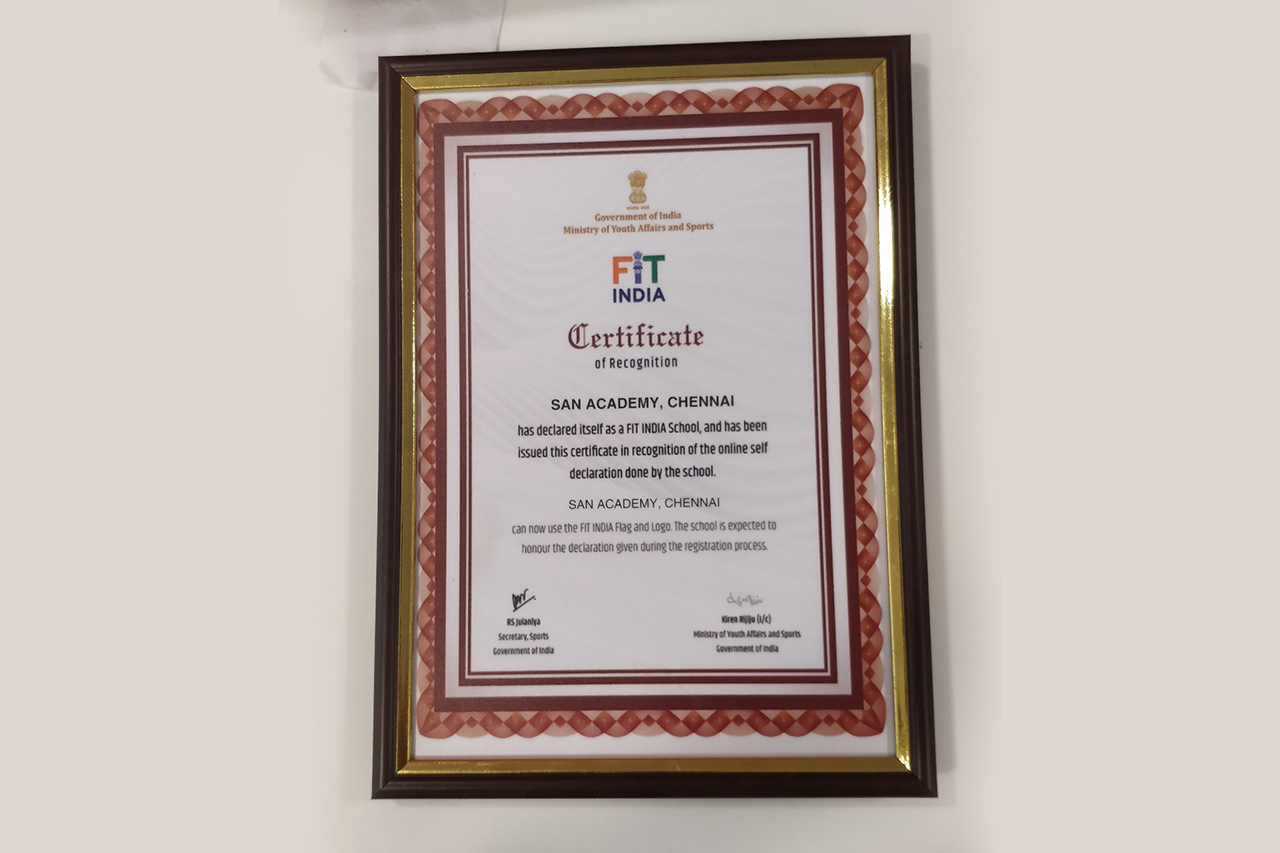 Government of India
Ministry of Youth Affairs and Sports
FIT
INDIA
Certificate
of Recognition
SAN ACADEMY, CHENNAI
has declared itself as a FIT INDIA School, and has been
issued this certificate in recognition of the online self
declaration done by the school.
SAN ACADEMY, CHENNAI
can now use the FIT INDIA Flag and Logo. The school is expected to
honour the declaration given during the registration process.
RS Julaniya
Secretary, Sports
Government of India
Kiren Rijiju (I/c)
Ministry of Youth Affairs and Sports
Government of India